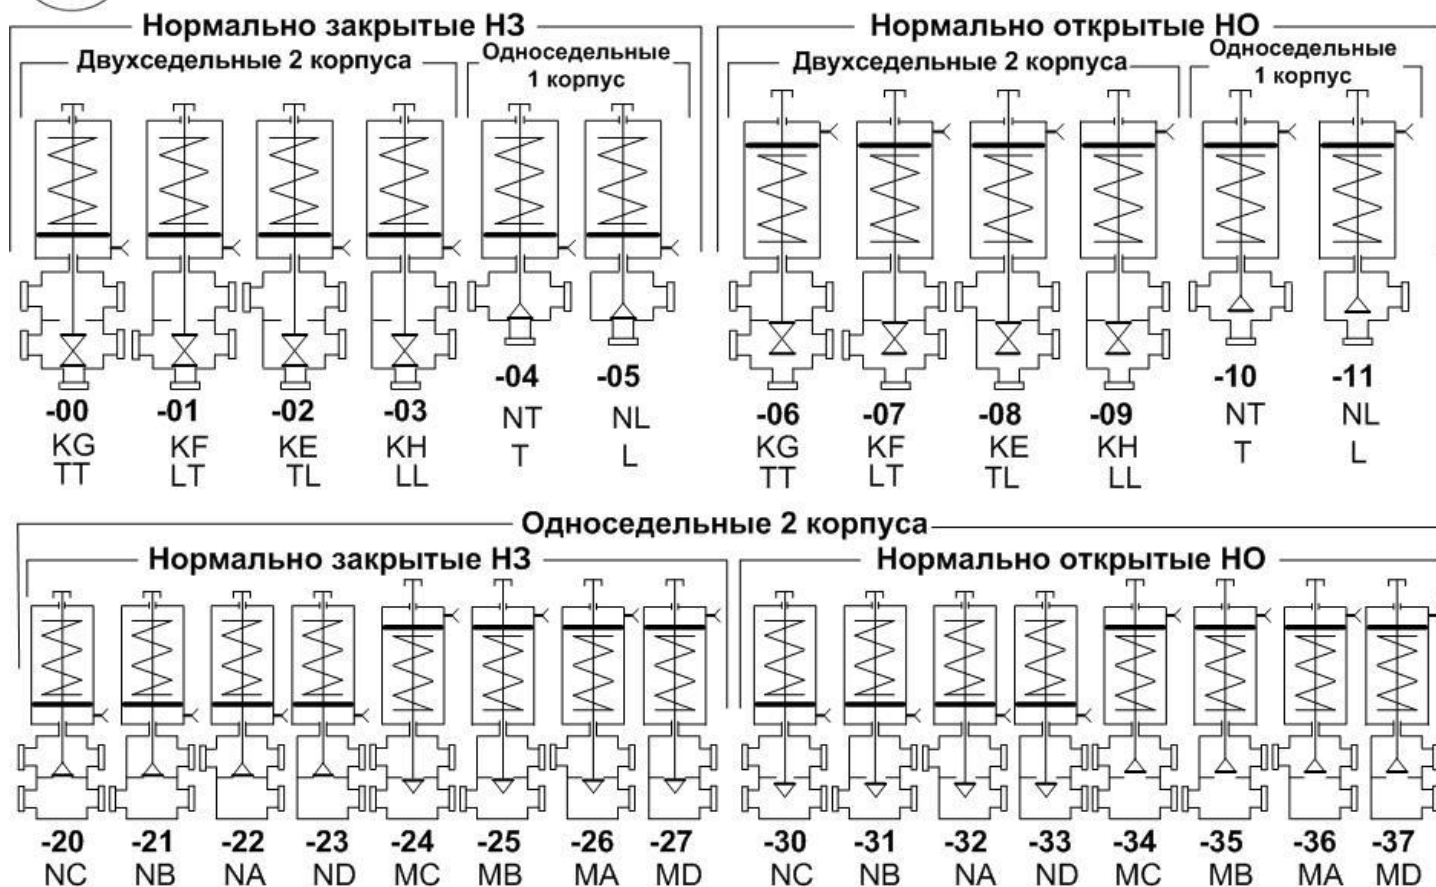 Нормально закрытые НЗ
Нормально открытые НО
Двухседельные 2 корпуса
Односедельные
1 корпус
Двухседельные 2 корпуса
Односедельные
1 корпус
-00
KG
TT
-01
KF
LT
-02
KE
TL
-03
KH
LL
-04
NT
T
-05
NL
L
-06
KG
TT
-07
KF
LT
-08
KE
TL
-09
KH
LL
-10
NT
T
-11
NL
L
Односедельные 2 корпуса
Нормально закрытые НЗ
Нормально открытые НО
-20
NC
-21
NB
-22
NA
-23
ND
-24
MC
-25
MB
-26
MA
-27
MD
-30
NC
-31
NB
-32
NA
-33
ND
-34
MC
-35
MB
-36
MA
-37
MD